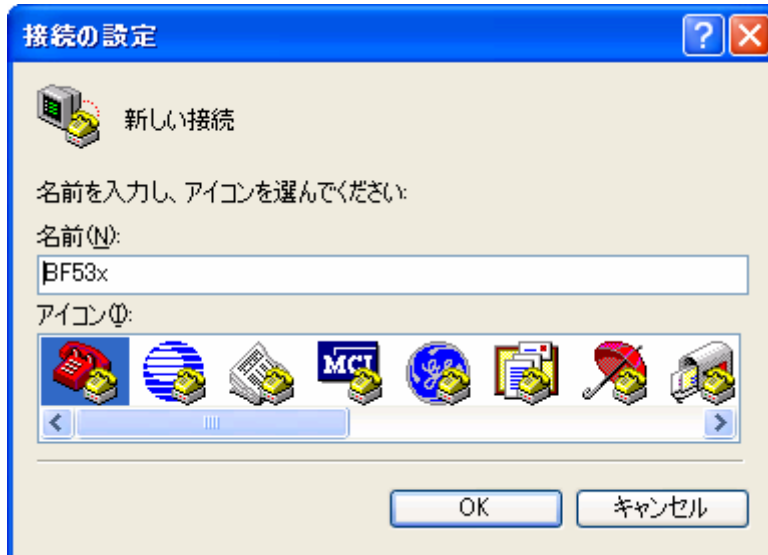 接続の設定
新しい接続
名前を入力し、アイコンを選んでください:
名前(N):
BF53x
アイコン(I):
MCI
OK
キャンセル